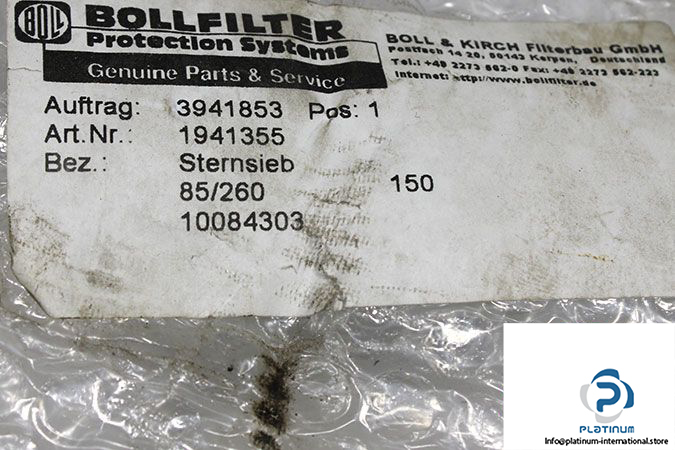 BOLL
BOLLFILTER
Protection Systems
Genuine Parts & Service
BOLL & KIRCH Filterbau GmbH
Postfach 14 20, 50143 Kerpen, Deutschland
Tel.: +49 2273 562-0 Fax: +49 2273 562-223
Internet: http://www.bollfilter.de
Auftrag: 3941853 Pos: 1
Art.Nr.: 1941355
Bez.: Sternsieb
85/260 150
10084303
PLATINUM
Info@platinum-international.store